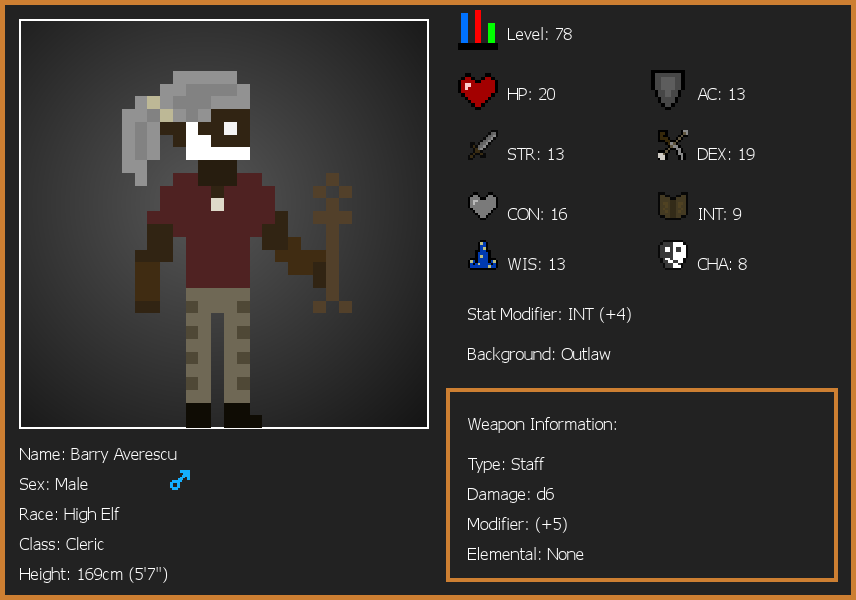 Level: 78
HP: 20
AC: 13
STR: 13
DEX: 19
CON: 16
INT: 9
WIS: 13
CHA: 8
Stat Modifier: INT (+4)
Background: Outlaw
Weapon Information:
Type: Staff
Damage: d6
Modifier: (+5)
Elemental: None
Name: Barry Averescu
Sex: Male
Race: High Elf
Class: Cleric
Height: 169cm (5'7")